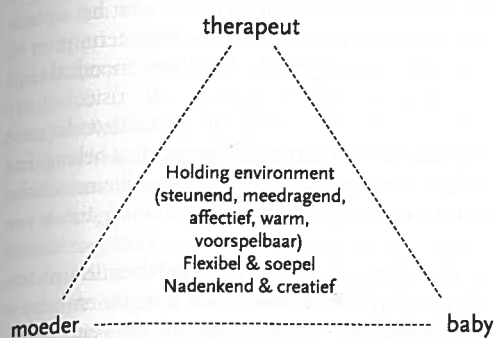 therapeut
Holding environment
(steunend, meedragend,
affectief, warm,
voorspelbaar)
Flexibel & soepel
Nadenkend & creatief
moeder
baby